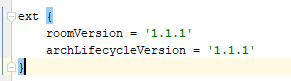 ext {
    roomVersion = '1.1.1'
    archLifecycleVersion = '1.1.1'
}